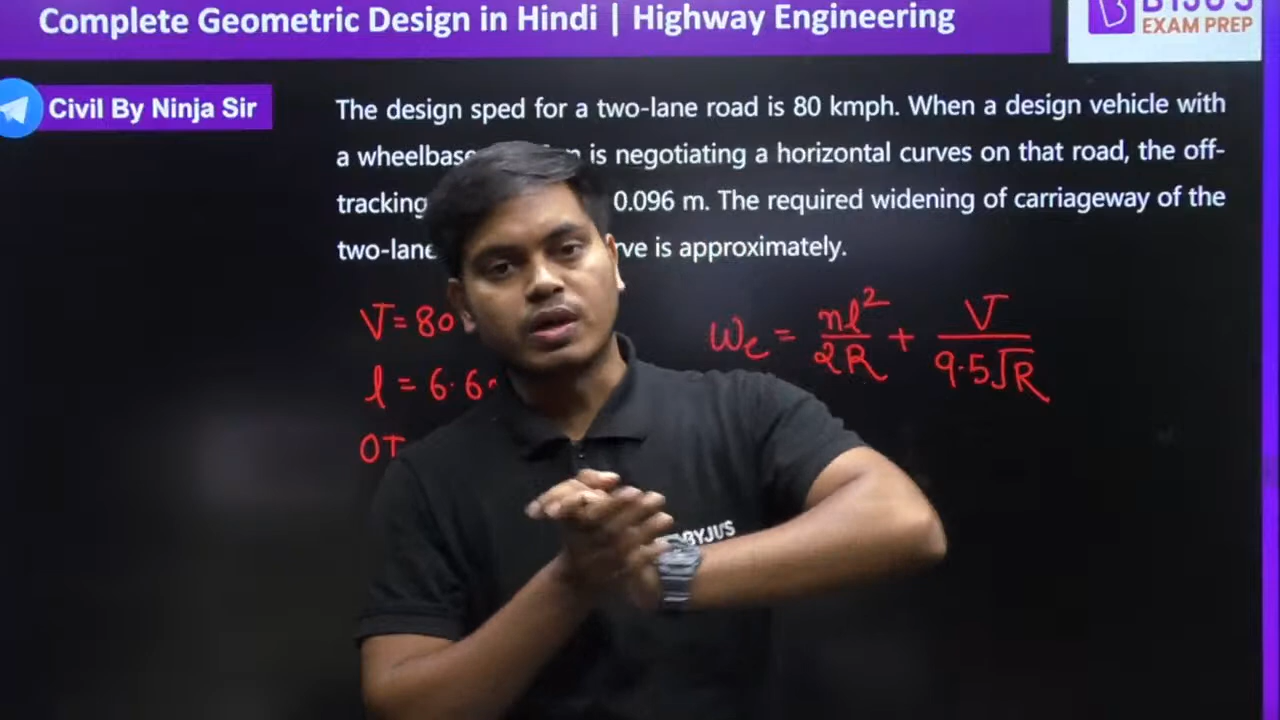 Complete Geometric Design in Hindi | Highway Engineering
EXAM PREP
Civil By Ninja Sir
The design sped for a two-lane road is 80 kmph. When a design vehicle with
a wheelbase is negotiating a horizontal curves on that road, the off-
tracking 0.096 m. The required widening of carriageway of the
two-lane is approximately.
V = 80
l = 6.6
OT
We = nl²/2R + V/9.5√R
BYJU'S